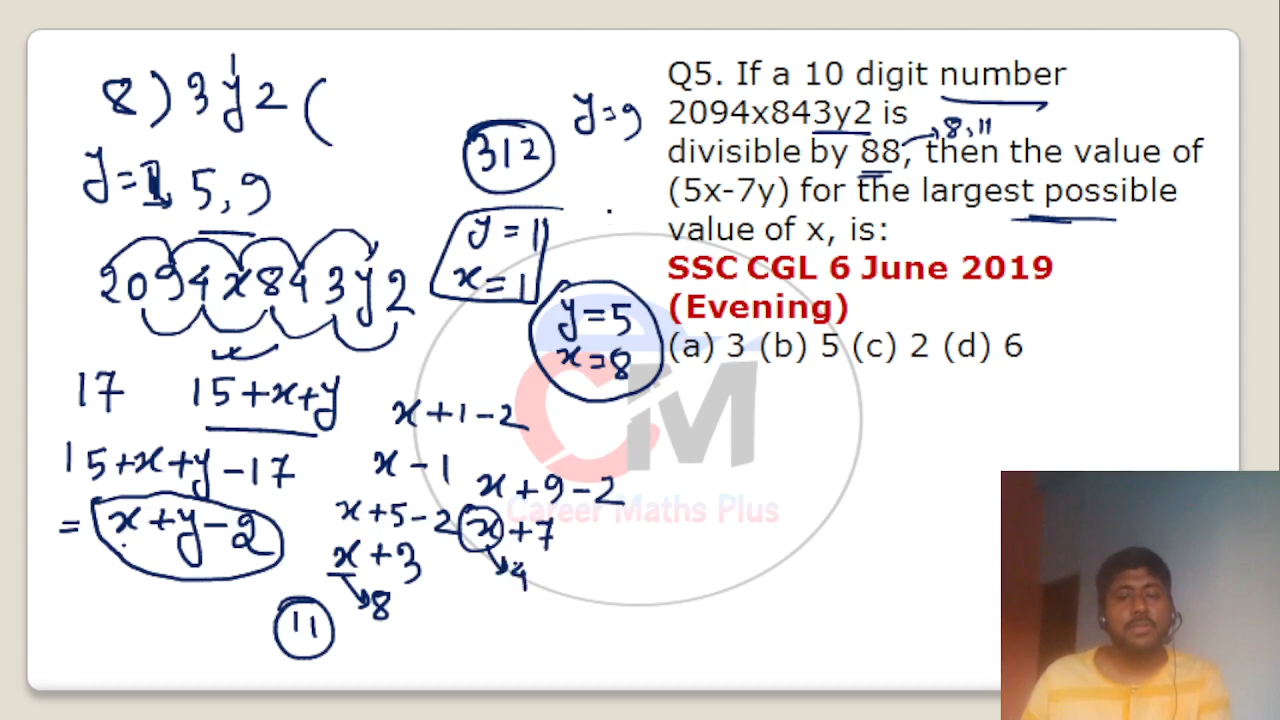 8 ) 3 y 2 (
y = 1, 5, 9
2094x843y2
17 15+x+y
15+x+y-17
= x+y-2
11
312
y = 9
y = 1
x = 1
y = 5
x = 8
x+1-2
x-1
x+9-2
x+5-2
x+7
x+3
4
8
8, 11
Q5. If a 10 digit number
2094x843y2 is
divisible by 88, then the value of
(5x-7y) for the largest possible
value of x, is:
SSC CGL 6 June 2019
(Evening)
(a) 3 (b) 5 (c) 2 (d) 6
CM
Career Maths Plus